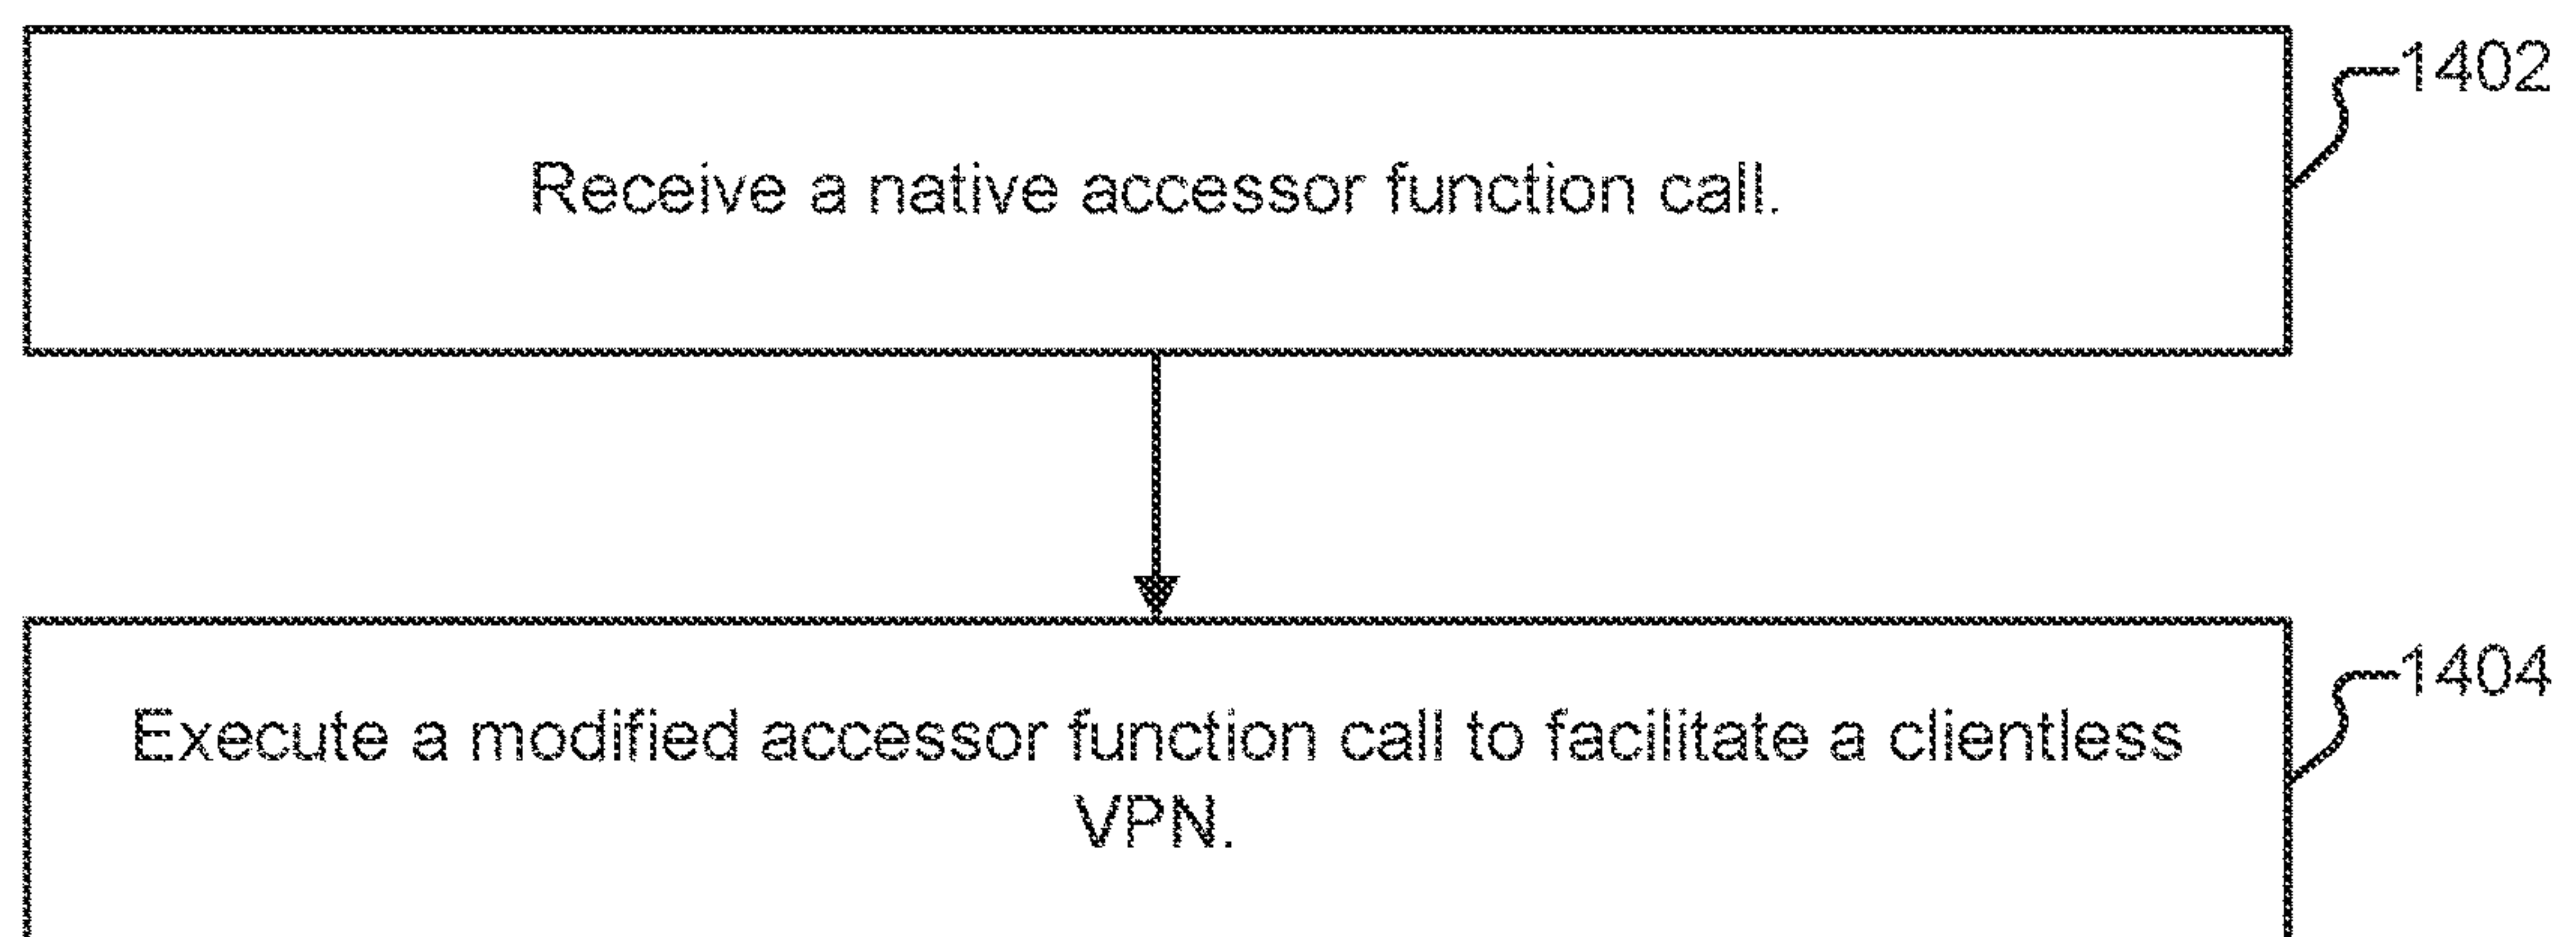 1402
Receive a native accessor function call.
1404
Execute a modified accessor function call to facilitate a clientless
VPN.